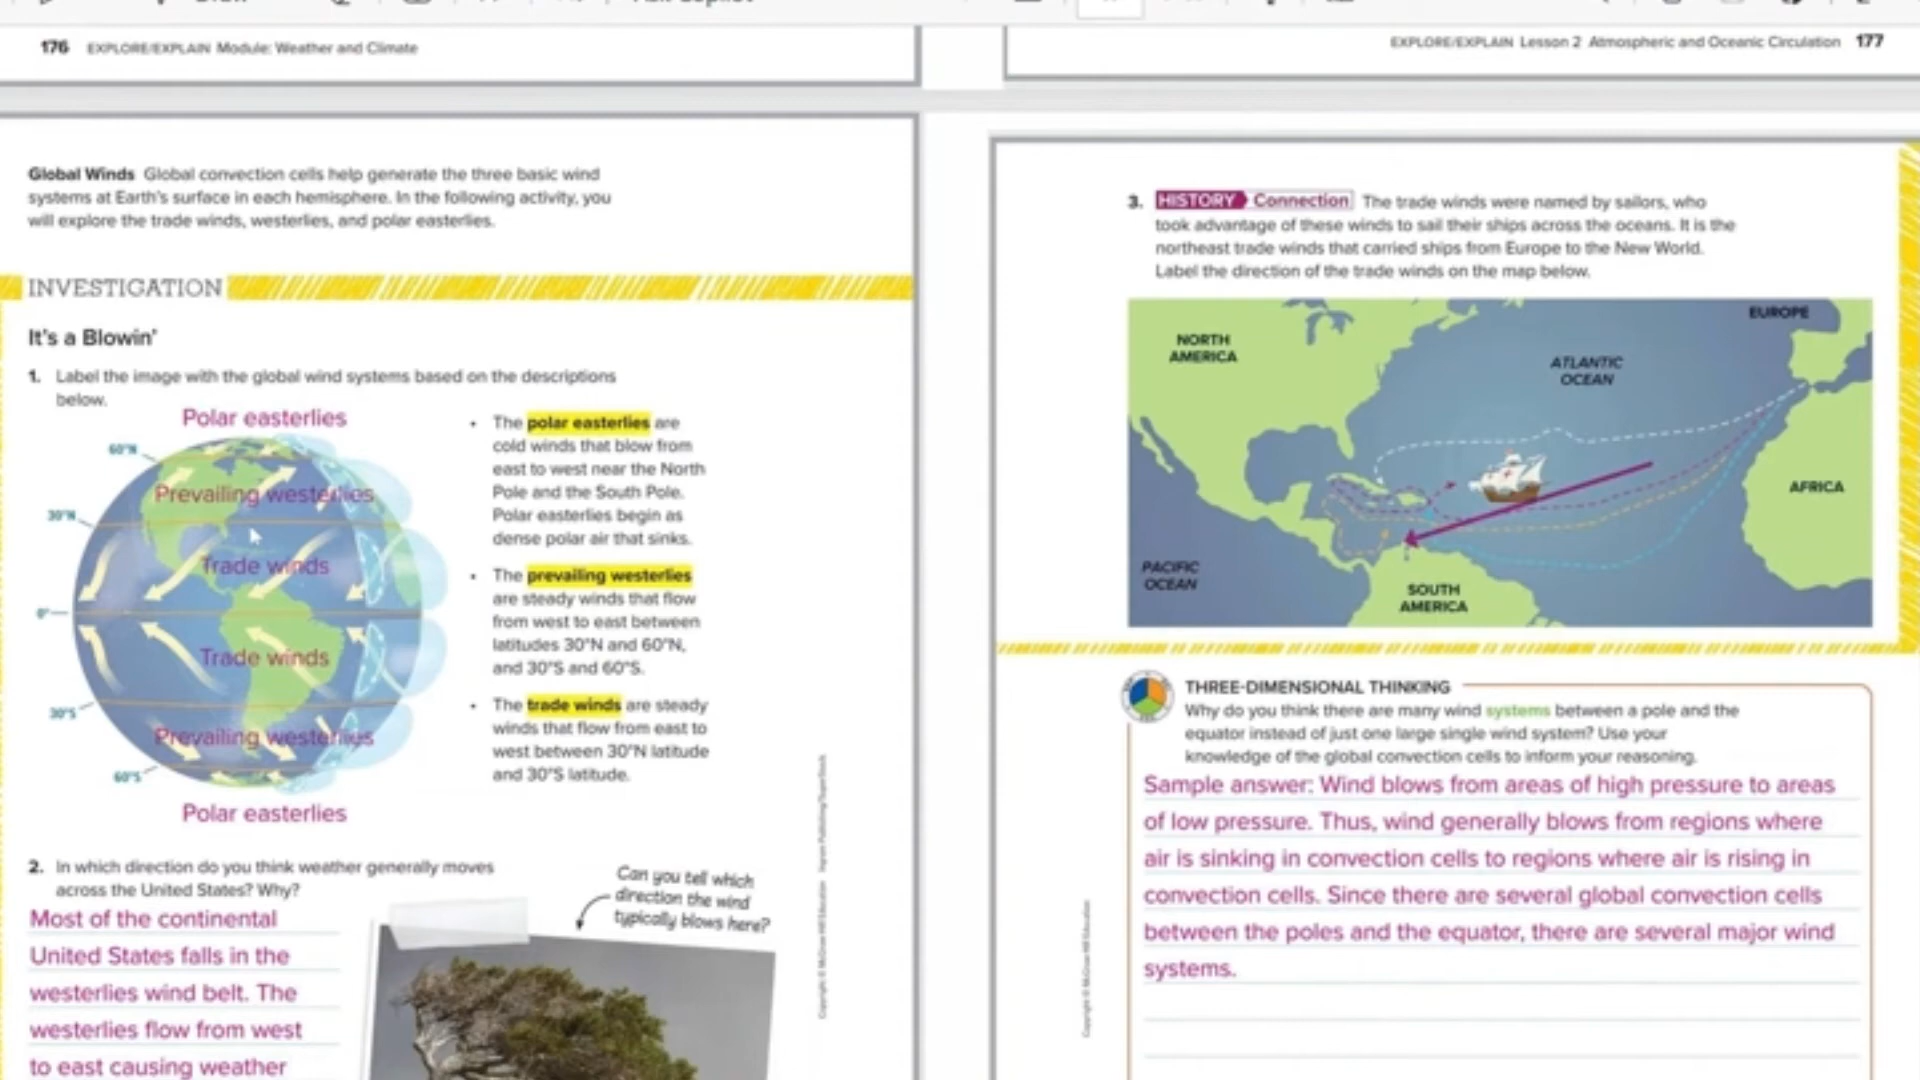 176 EXPLORE/EXPLAIN Module: Weather and Climate
EXPLORE/EXPLAIN Lesson 2 Atmospheric and Oceanic Circulation 177
Global Winds Global convection cells help generate the three basic wind
systems at Earth's surface in each hemisphere. In the following activity, you
will explore the trade winds, westerlies, and polar easterlies.
INVESTIGATION
It's a Blowin'
1. Label the image with the global wind systems based on the descriptions
below.
Polar easterlies
60°N
Prevailing westerlies
30°N
Trade winds
0°
Trade winds
30°S
Prevailing westerlies
60°S
Polar easterlies
• The polar easterlies are
cold winds that blow from
east to west near the North
Pole and the South Pole.
Polar easterlies begin as
dense polar air that sinks.
• The prevailing westerlies
are steady winds that flow
from west to east between
latitudes 30°N and 60°N,
and 30°S and 60°S.
• The trade winds are steady
winds that flow from east to
west between 30°N latitude
and 30°S latitude.
2. In which direction do you think weather generally moves
across the United States? Why?
Most of the continental
United States falls in the
westerlies wind belt. The
westerlies flow from west
to east causing weather
Can you tell which
direction the wind
typically blows here?
Copyright © McGraw-Hill Education
3. HISTORY Connection The trade winds were named by sailors, who
took advantage of these winds to sail their ships across the oceans. It is the
northeast trade winds that carried ships from Europe to the New World.
Label the direction of the trade winds on the map below.
NORTH
AMERICA
EUROPE
ATLANTIC
OCEAN
AFRICA
PACIFIC
OCEAN
SOUTH
AMERICA
THREE-DIMENSIONAL THINKING
Why do you think there are many wind systems between a pole and the
equator instead of just one large single wind system? Use your
knowledge of the global convection cells to inform your reasoning.
Sample answer: Wind blows from areas of high pressure to areas
of low pressure. Thus, wind generally blows from regions where
air is sinking in convection cells to regions where air is rising in
convection cells. Since there are several global convection cells
between the poles and the equator, there are several major wind
systems.
Copyright © McGraw-Hill Education